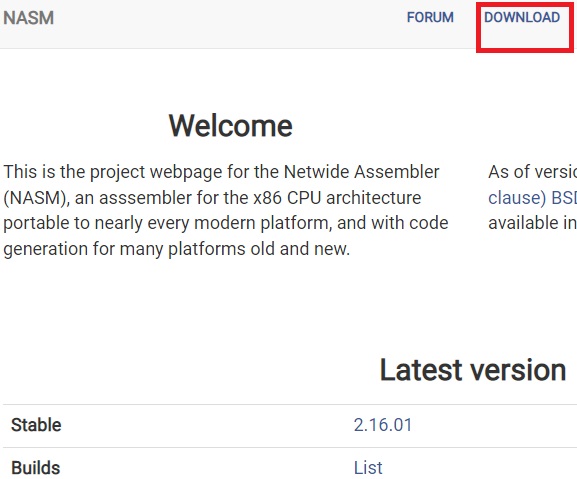 NASM FORUM DOWNLOAD
Welcome
This is the project webpage for the Netwide Assembler
(NASM), an asssembler for the x86 CPU architecture
portable to nearly every modern platform, and with code
generation for many platforms old and new.
As of versio
clause) BSD
available in
Latest version
Stable 2.16.01
Builds List